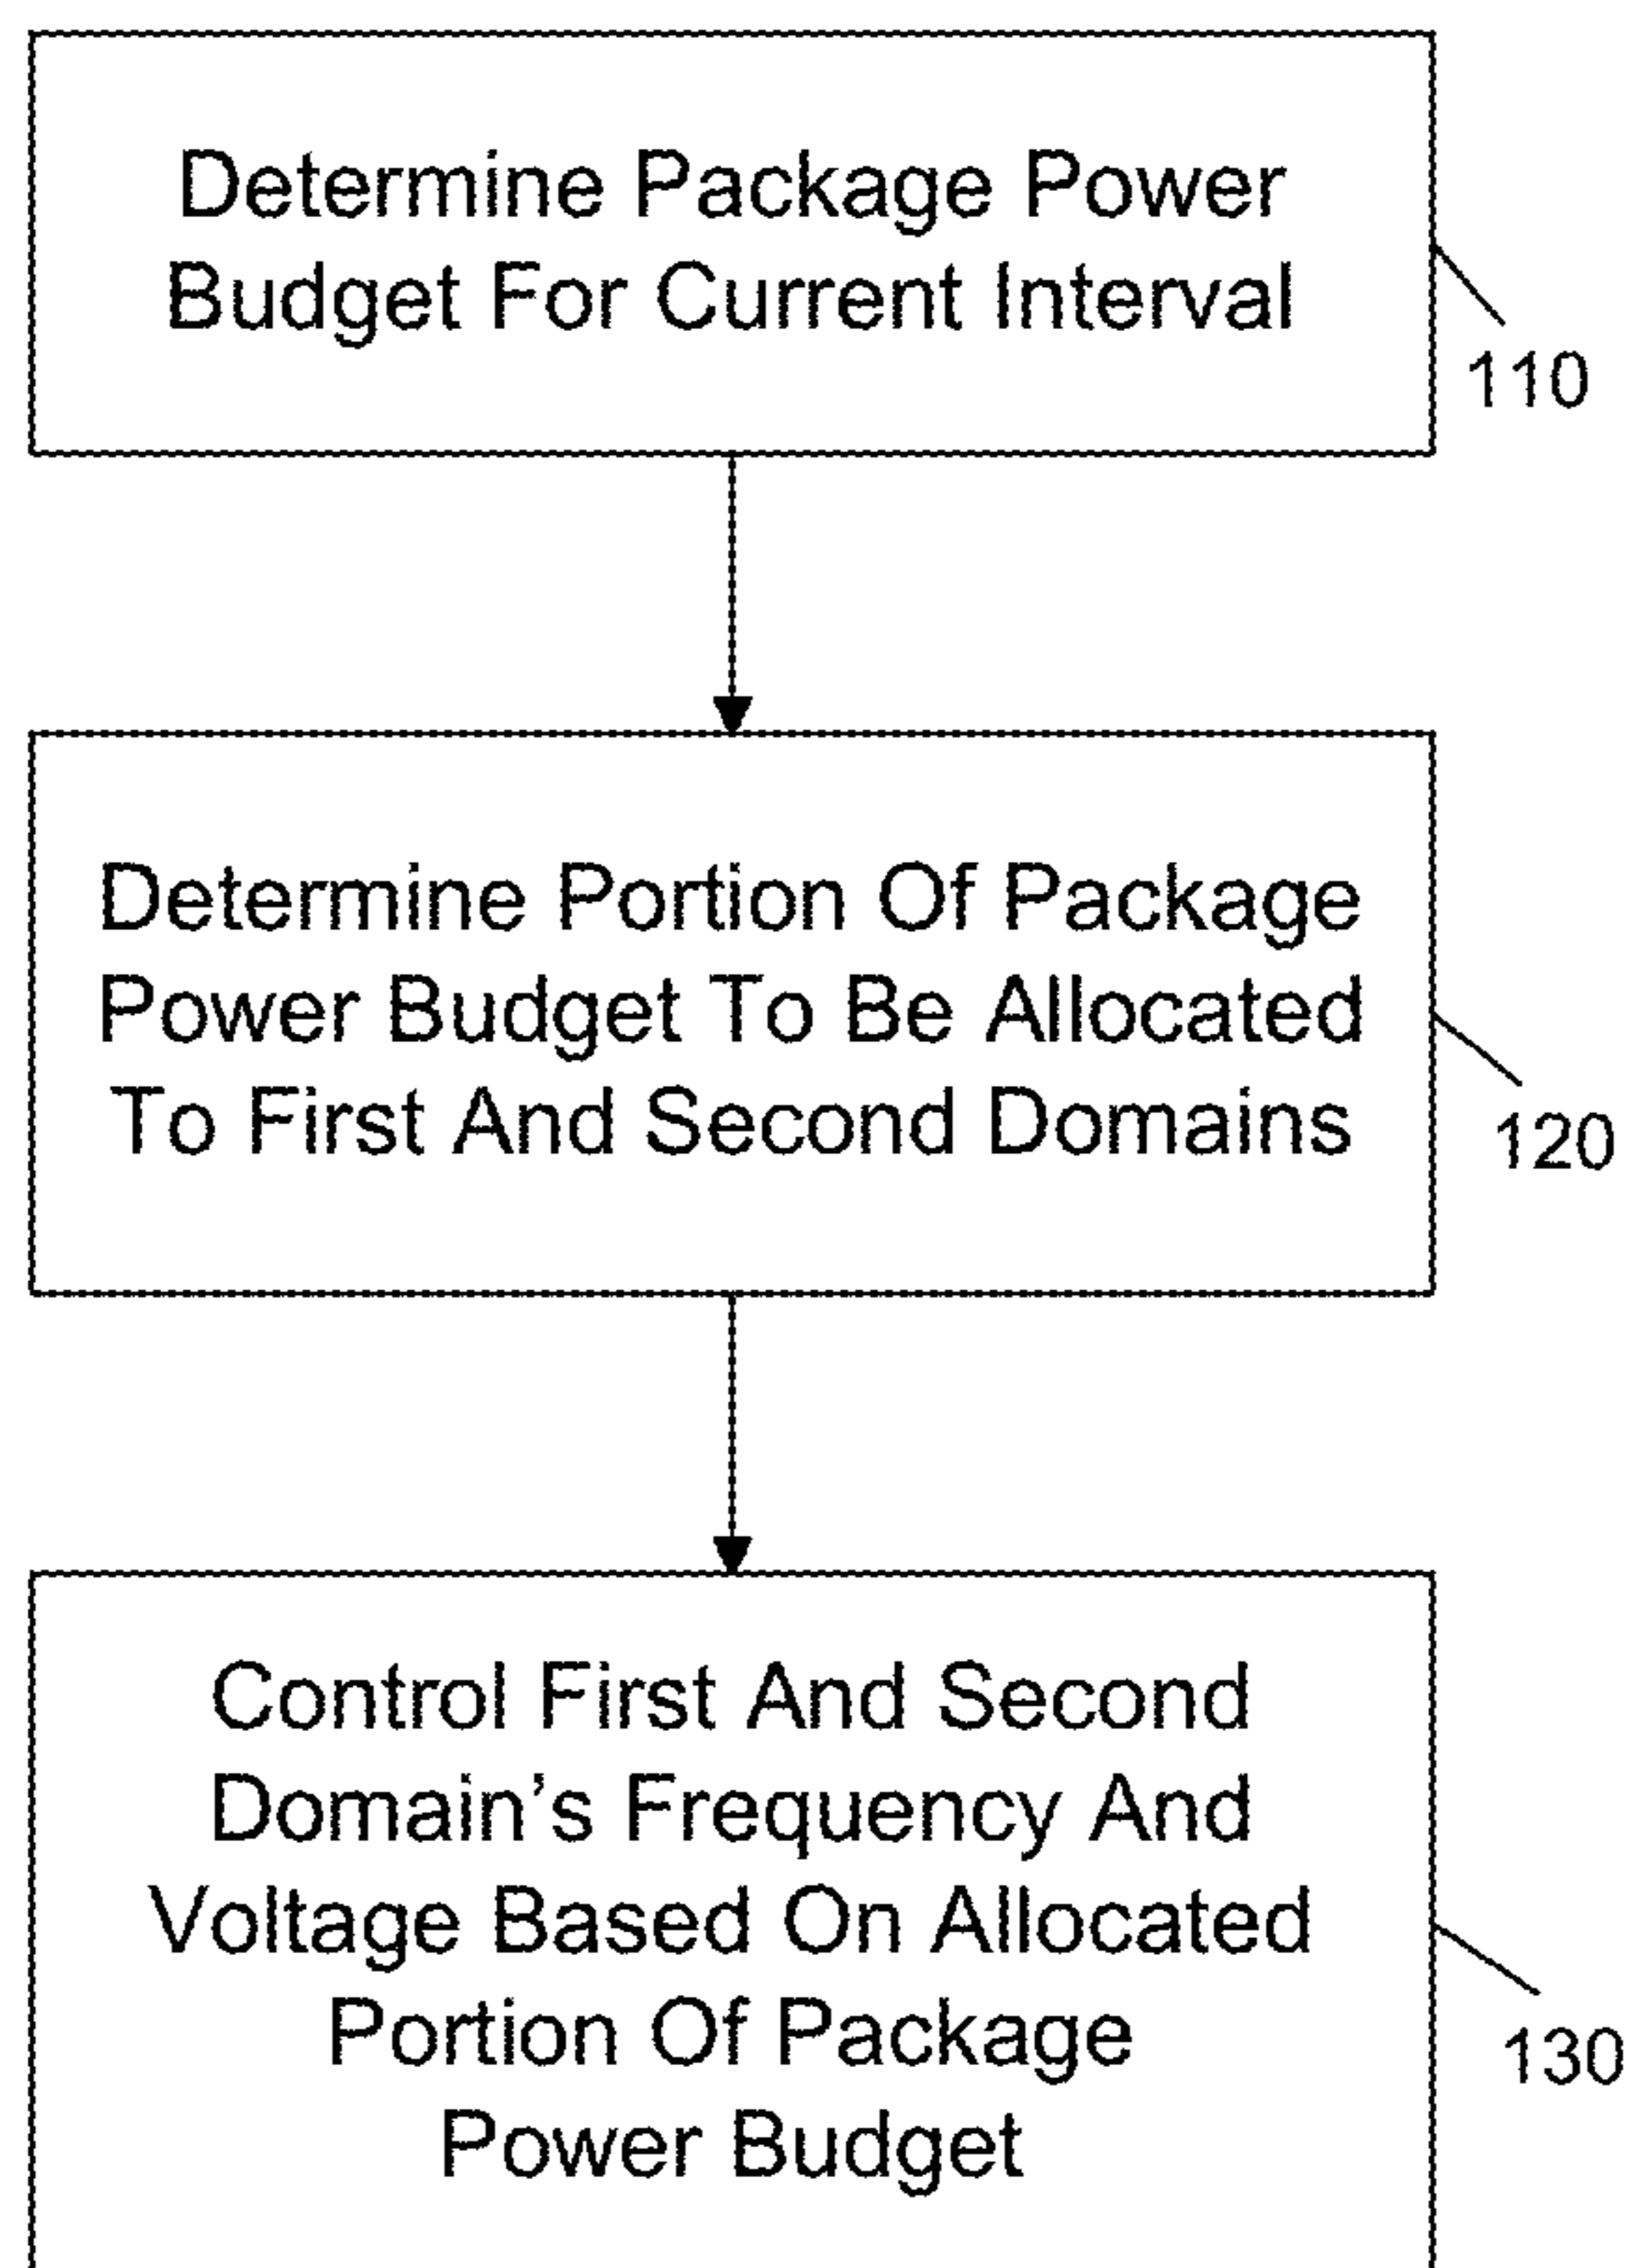 Determine Package Power
Budget For Current Interval
110
Determine Portion Of Package
Power Budget To Be Allocated
To First And Second Domains
120
Control First And Second
Domain’s Frequency And
Voltage Based On Allocated
Portion Of Package
Power Budget
130